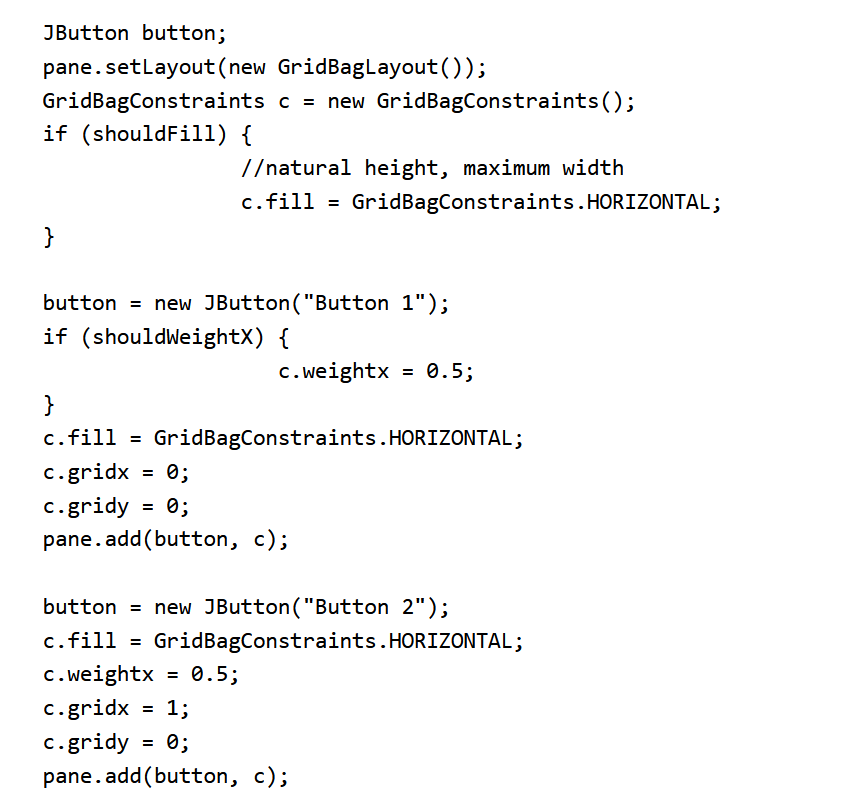 JButton button;
pane.setLayout(new GridBagLayout());
GridBagConstraints c = new GridBagConstraints();
if (shouldFill) {
                //natural height, maximum width
                c.fill = GridBagConstraints.HORIZONTAL;
}

button = new JButton("Button 1");
if (shouldWeightX) {
                   c.weightx = 0.5;
}
c.fill = GridBagConstraints.HORIZONTAL;
c.gridx = 0;
c.gridy = 0;
pane.add(button, c);

button = new JButton("Button 2");
c.fill = GridBagConstraints.HORIZONTAL;
c.weightx = 0.5;
c.gridx = 1;
c.gridy = 0;
pane.add(button, c);